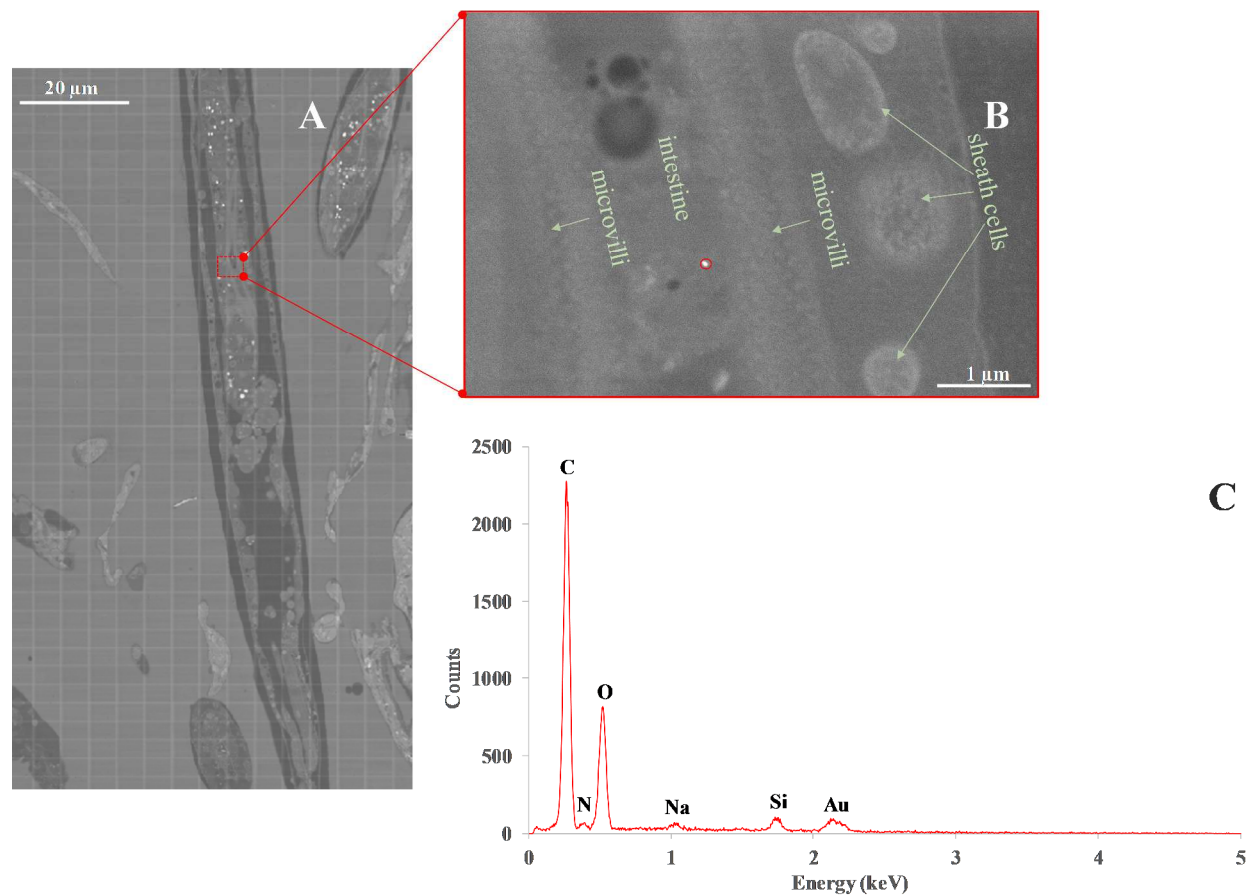 20 µm
A
B
microvilli
intestine
microvilli
sheath cells
1 µm
C
2500
2000
1500
1000
500
0
Counts
C
O
N
Na
Si
Au
0
1
2
3
4
5
Energy (keV)